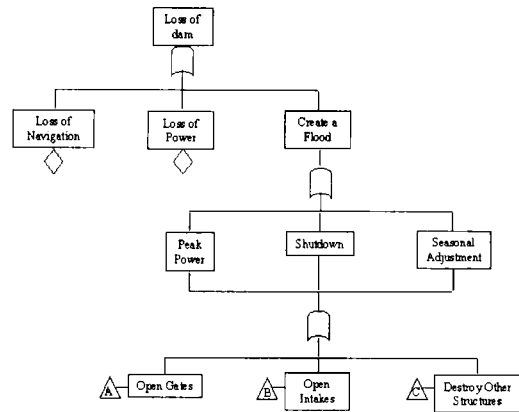 Loss of
dam
Loss of
Navigation
Loss of
Power
Create a
Flood
Peak
Power
Shutdown
Seasonal
Adjustment
A
Open Gates
B
Open
Intakes
C
Destroy Other
Structures